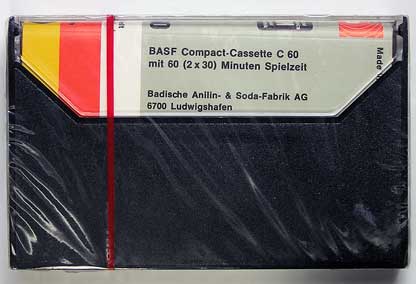 BASF Compact-Cassette C 60
mit 60 (2 x 30) Minuten Spielzeit
Badische Anilin- & Soda-Fabrik AG
6700 Ludwigshafen
Made